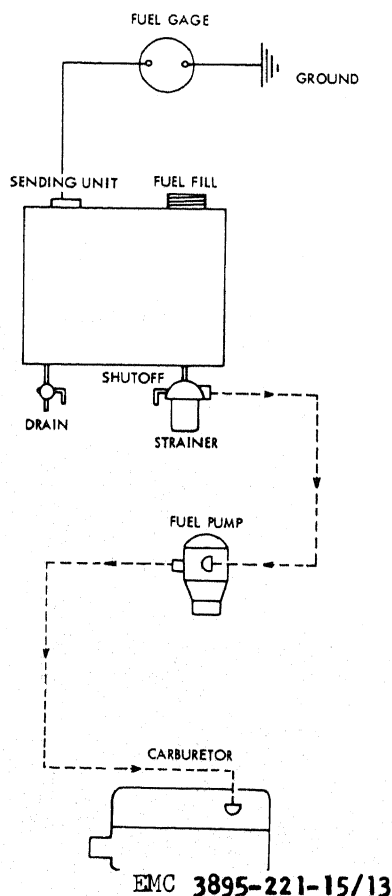 FUEL GAGE
GROUND
SENDING UNIT
FUEL FILL
SHUTOFF
DRAIN
STRAINER
FUEL PUMP
CARBURETOR
EMC 3895-221-15/13